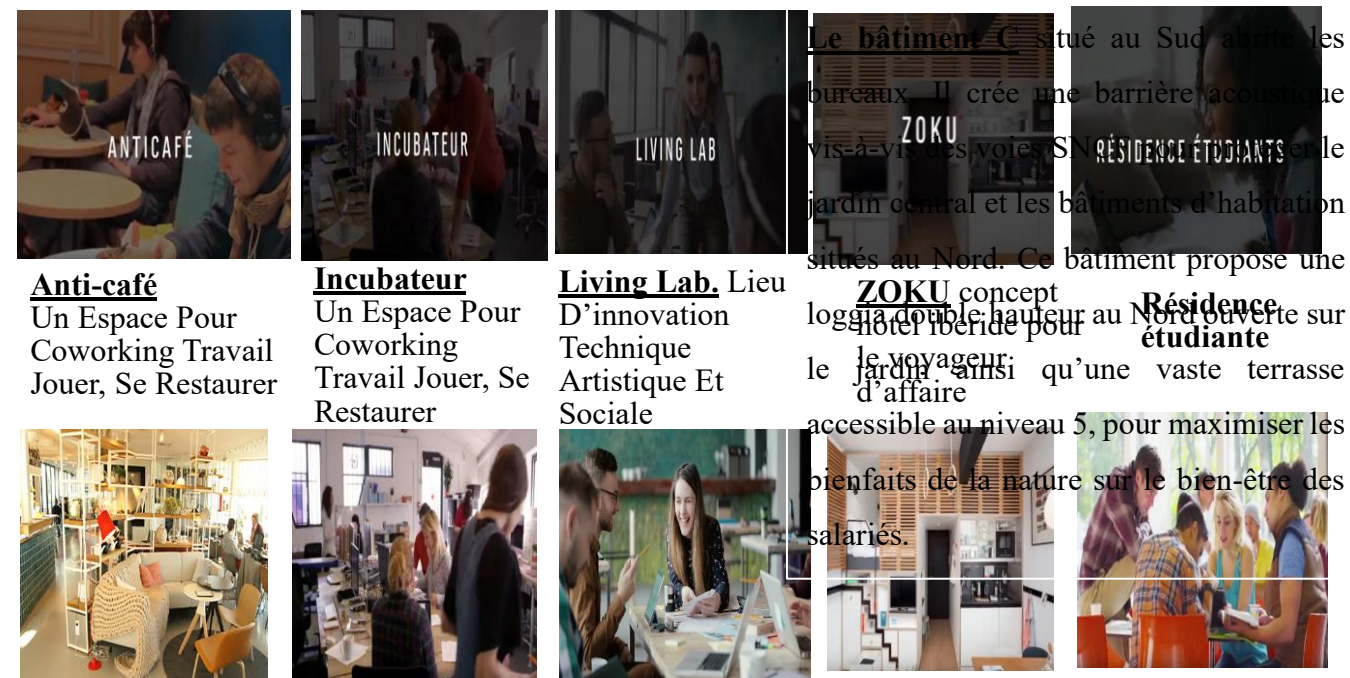 ANTICAFÉ
INCUBATEUR
LIVING LAB
ZOKU
RÉSIDENCE ÉTUDIANTS
Anti-café
Un Espace Pour
Coworking Travail
Jouer, Se Restaurer
Incubateur
Un Espace Pour
Coworking
Travail Jouer, Se
Restaurer
Living Lab. Lieu
D’innovation
Technique
Artistique Et
Sociale
ZOKU concept
hôtel ibéride pour
le voyageur
d’affaire
Résidence
étudiante
Le bâtiment C situé au Sud abrite les
bureaux. Il crée une barrière acoustique
vis-à-vis des voies SNCF pour protéger le
jardin central et les bâtiments d’habitation
situés au Nord. Ce bâtiment propose une
loggia double hauteur au Nord ouverte sur
le jardin ainsi qu’une vaste terrasse
accessible au niveau 5, pour maximiser les
bienfaits de la nature sur le bien-être des
salariés.